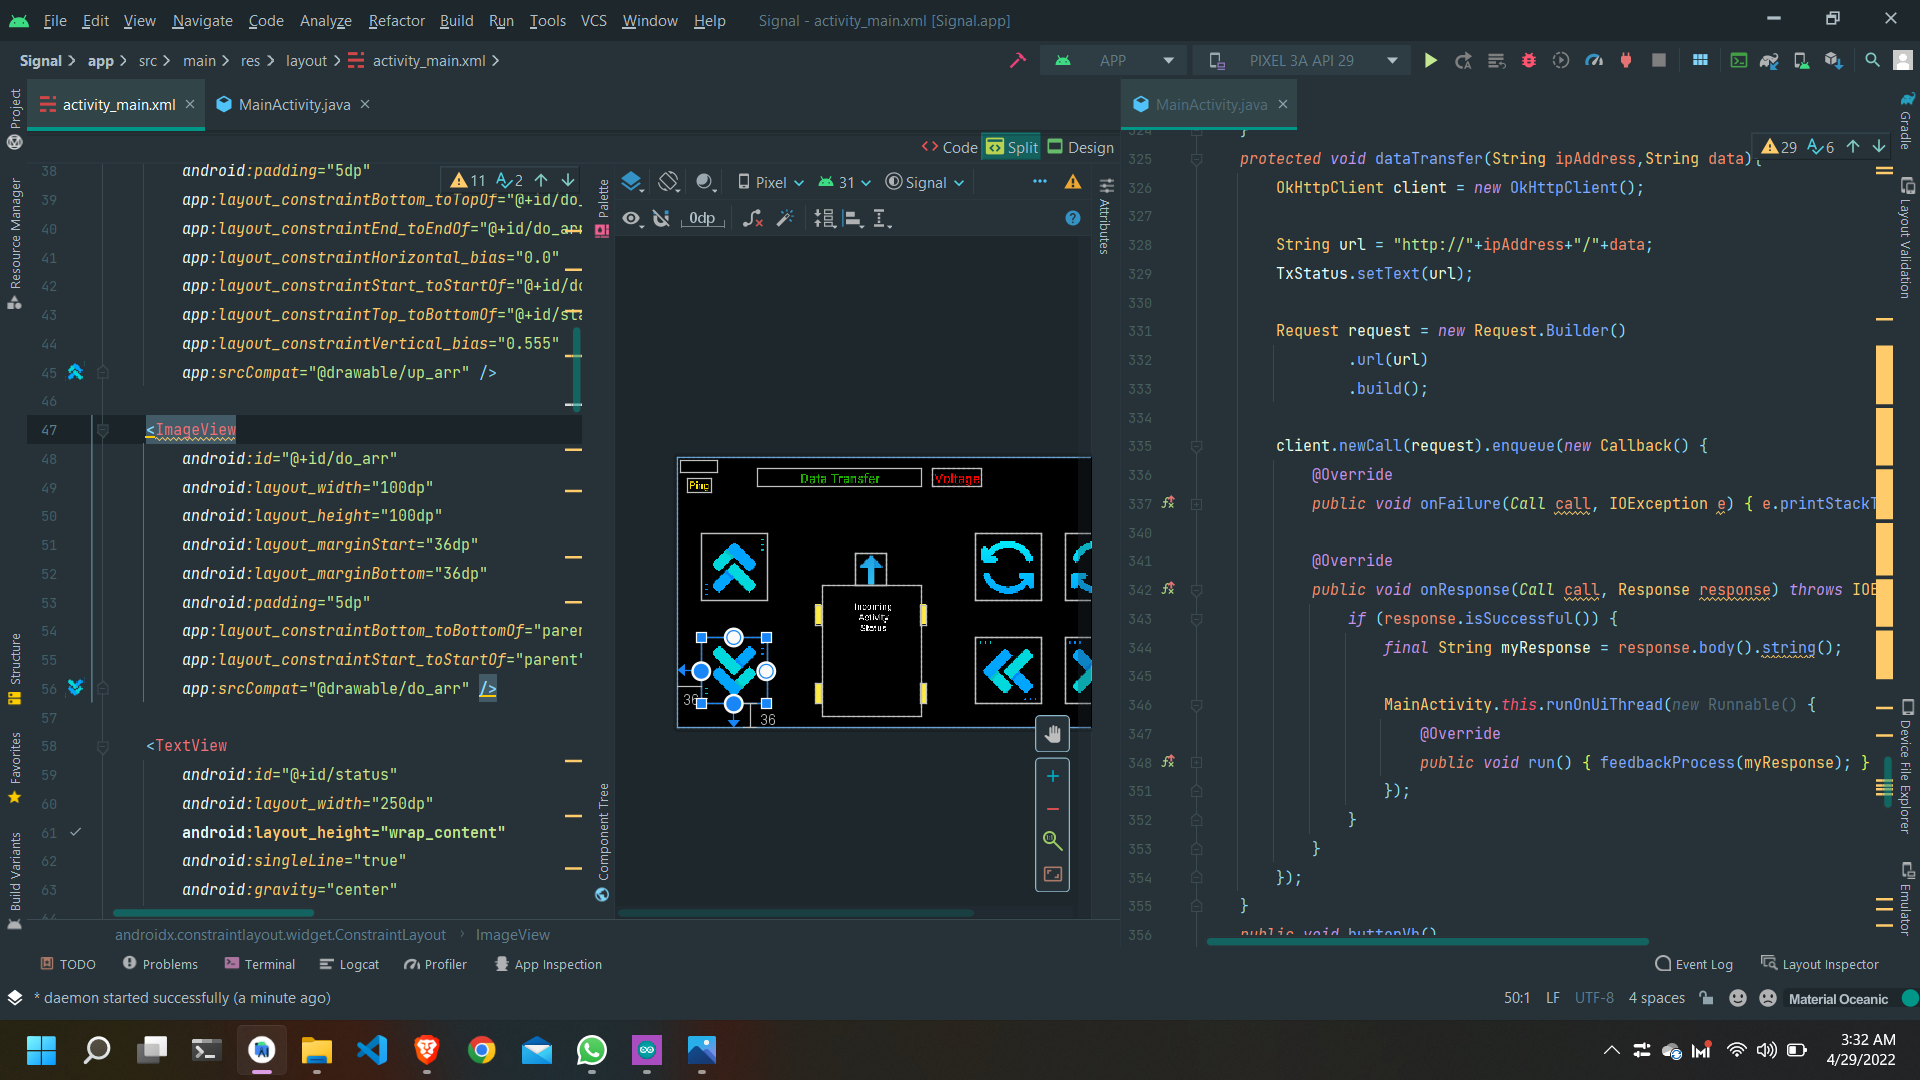 File Edit View Navigate Code Analyze Refactor Build Run Tools VCS Window Help Signal - activity_main.xml [Signal.app]
Signal app src main res layout activity_main.xml
APP PIXEL 3A API 29
activity_main.xml MainActivity.java
MainActivity.java
Code Split Design
Project
Resource Manager
Structure
Favorites
Build Variants
11 2
38 android:padding="5dp"
39 app:layout_constraintBottom_toTopOf="@+id/do_
40 app:layout_constraintEnd_toEndOf="@+id/do_arr
41 app:layout_constraintHorizontal_bias="0.0"
42 app:layout_constraintStart_toStartOf="@+id/do
43 app:layout_constraintTop_toBottomOf="@+id/sta
44 app:layout_constraintVertical_bias="0.555"
45 app:srcCompat="@drawable/up_arr" />
46
47 <ImageView
48 android:id="@+id/do_arr"
49 android:layout_width="100dp"
50 android:layout_height="100dp"
51 android:layout_marginStart="36dp"
52 android:layout_marginBottom="36dp"
53 android:padding="5dp"
54 app:layout_constraintBottom_toBottomOf="paren
55 app:layout_constraintStart_toStartOf="parent"
56 app:srcCompat="@drawable/do_arr" />
57
58 <TextView
59 android:id="@+id/status"
60 android:layout_width="250dp"
61 android:layout_height="wrap_content"
62 android:singleLine="true"
63 android:gravity="center"
Palette
Component Tree
Pixel 31 Signal
0dp
Attributes
Ping
Data Transfer
Voltage
Incoming
Activity
Status
36
36
29 6
324 }
325 protected void dataTransfer(String ipAddress,String data){
326 OkHttpClient client = new OkHttpClient();
327
328 String url = "http://"+ipAddress+"/"+data;
329 TxStatus.setText(url);
330
331 Request request = new Request.Builder()
332 .url(url)
333 .build();
334
335 client.newCall(request).enqueue(new Callback() {
336 @Override
337 public void onFailure(Call call, IOException e) { e.printStackT
340
341 @Override
342 public void onResponse(Call call, Response response) throws IOE
343 if (response.isSuccessful()) {
344 final String myResponse = response.body().string();
345
346 MainActivity.this.runOnUiThread(new Runnable() {
347 @Override
348 public void run() { feedbackProcess(myResponse); }
351 });
352 }
353 }
354 });
355 }
356 public void buttonVh()
Gradle
Layout Validation
Device File Explorer
Emulator
androidx.constraintlayout.widget.ConstraintLayout ImageView
TODO Problems Terminal Logcat Profiler App Inspection Event Log Layout Inspector
* daemon started successfully (a minute ago) 50:1 LF UTF-8 4 spaces Material Oceanic
3:32 AM
4/29/2022